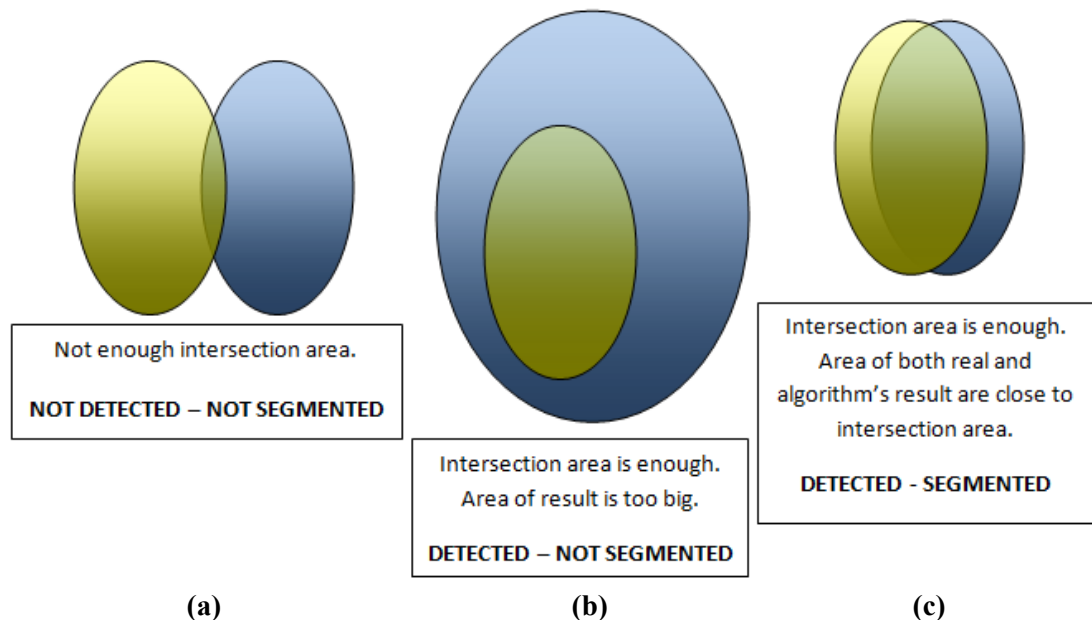 Not enough intersection area.
NOT DETECTED – NOT SEGMENTED
Intersection area is enough.
Area of result is too big.
DETECTED – NOT SEGMENTED
Intersection area is enough.
Area of both real and
algorithm's result are close to
intersection area.
DETECTED - SEGMENTED
(a)
(b)
(c)